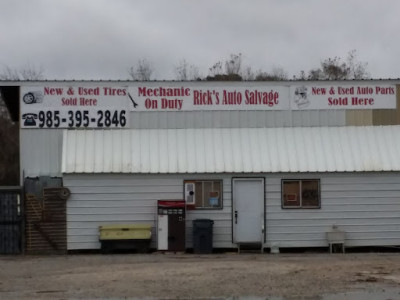 New & Used Tires
Sold Here
985-395-2846
Mechanic
On Duty
Rick's Auto Salvage
New & Used Auto Parts
Sold Here